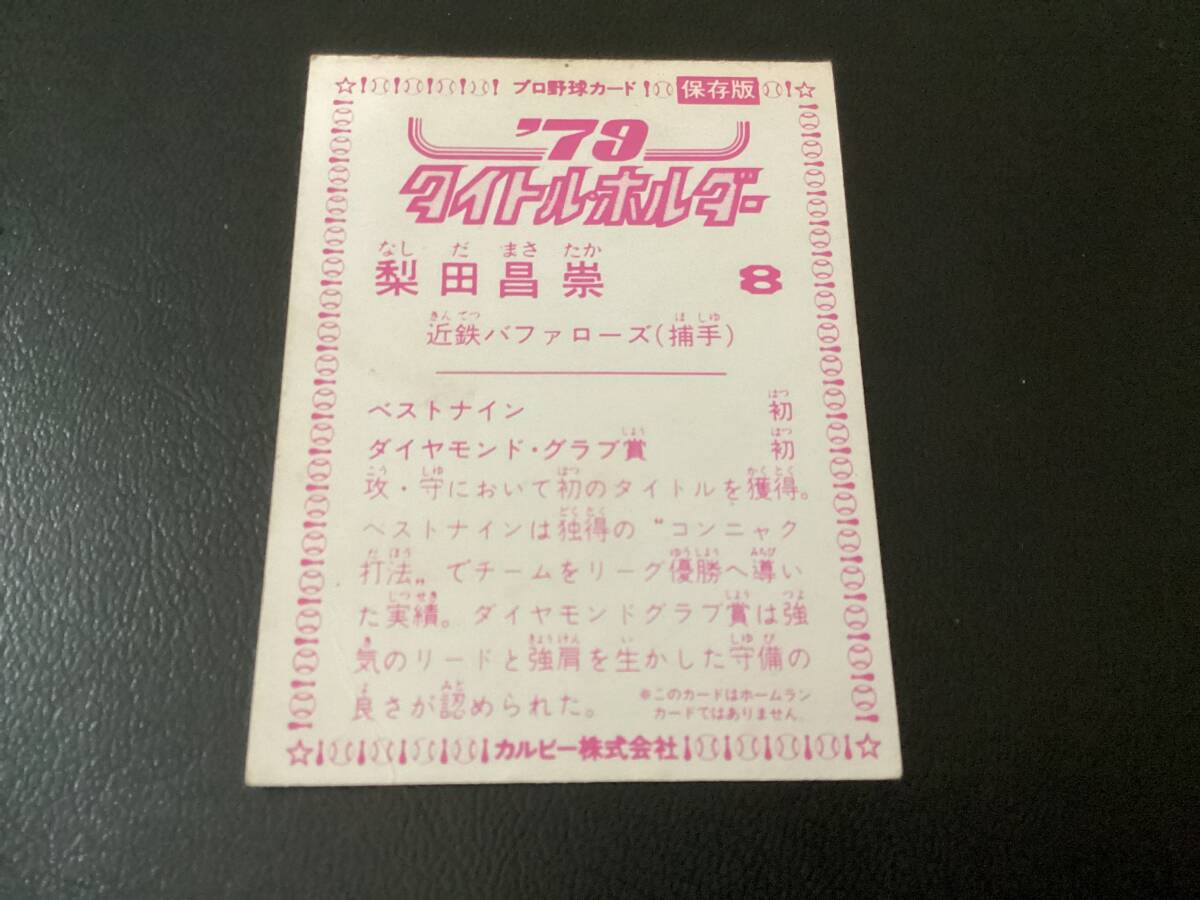 プロ野球カード 保存版
'79
タイトル・ホルダー
なし だ まさ たか
梨田昌崇 8
きん てつ ほ しゅ
近鉄バファローズ(捕手)
はつ
ベストナイン 初
しょう はつ
ダイヤモンド・グラブ賞 初
こう しゆ はつ かく とく
攻・守において初のタイトルを獲得。
どく とく
ベストナインは独得の“コンニャク
だ ほう ゆうしょう みちび
打法„でチームをリーグ優勝へ導い
じつ せき しょう つよ
た実績。ダイヤモンドグラブ賞は強
き きょうけん い しゆ び
気のリードと強肩を生かした守備の
よ みと
良さが認められた。 ※このカードはホームラン
カードではありません
カルビー株式会社